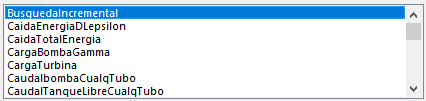 BusquedaIncremental
CaidaEnergiaDLepsilon
CaidaTotalEnergia
CargaBombaGamma
CargaTurbina
CaudalbombaCualqTubo
CaudalTanqueLibreCualqTubo